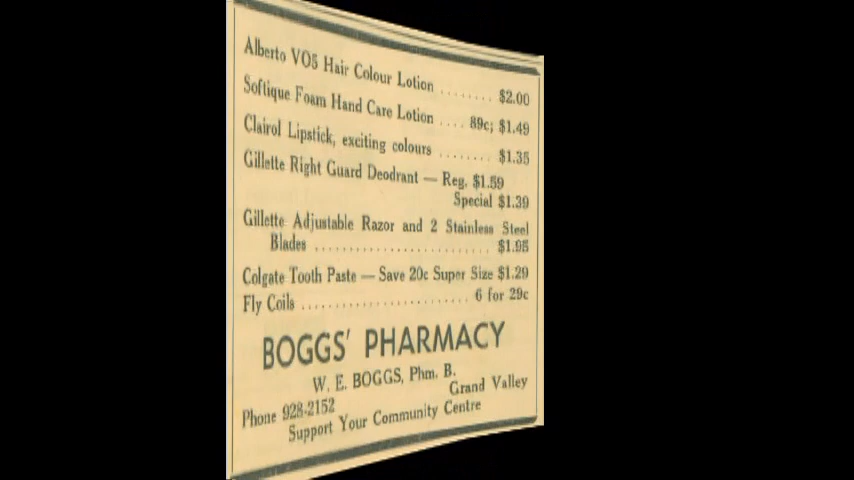 Alberto VO5 Hair Colour Lotion ........ $2.00
Softique Foam Hand Care Lotion .... 89c; $1.49
Clairol Lipstick, exciting colours ........ $1.35
Gillette Right Guard Deodrant — Reg. $1.59
Special $1.39
Gillette Adjustable Razor and 2 Stainless Steel
Blades ........................ $1.95
Colgate Tooth Paste — Save 20c Super Size $1.29
Fly Coils ........................ 6 for 29c
BOGGS' PHARMACY
W. E. BOGGS, Phm. B.
Phone 928-2152 Grand Valley
Support Your Community Centre